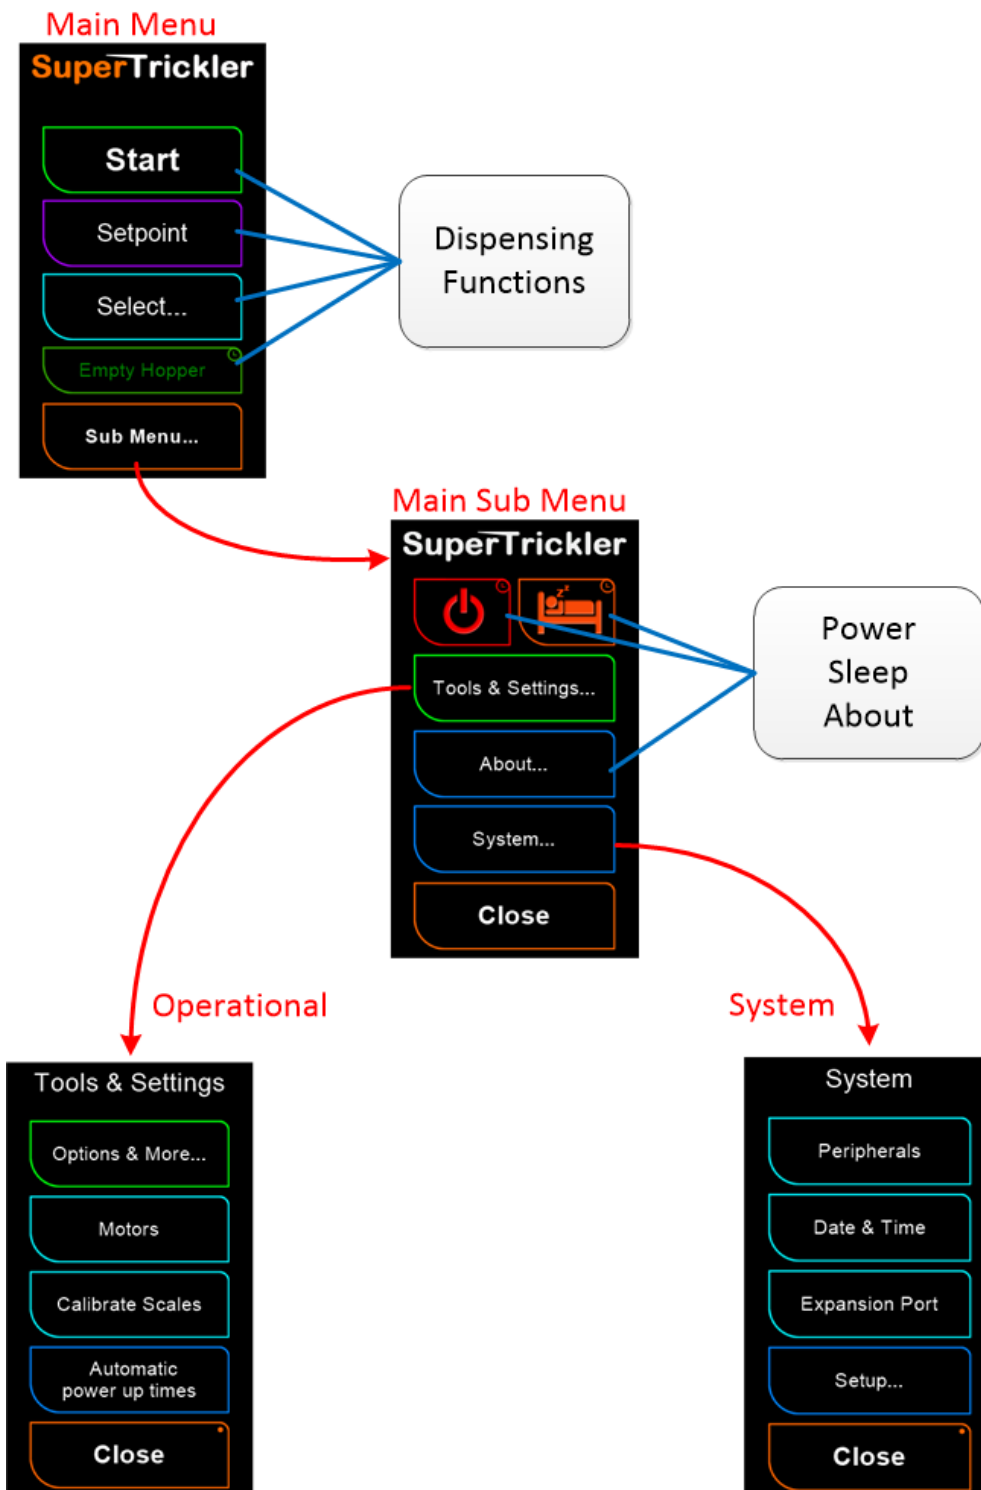 Main Menu
SuperTrickler
Start
Setpoint
Select...
Empty Hopper
Sub Menu...
Dispensing
Functions
Main Sub Menu
SuperTrickler
zz
Tools & Settings...
About...
System...
Close
Power
Sleep
About
Operational
System
Tools & Settings
Options & More...
Motors
Calibrate Scales
Automatic
power up times
Close
System
Peripherals
Date & Time
Expansion Port
Setup...
Close